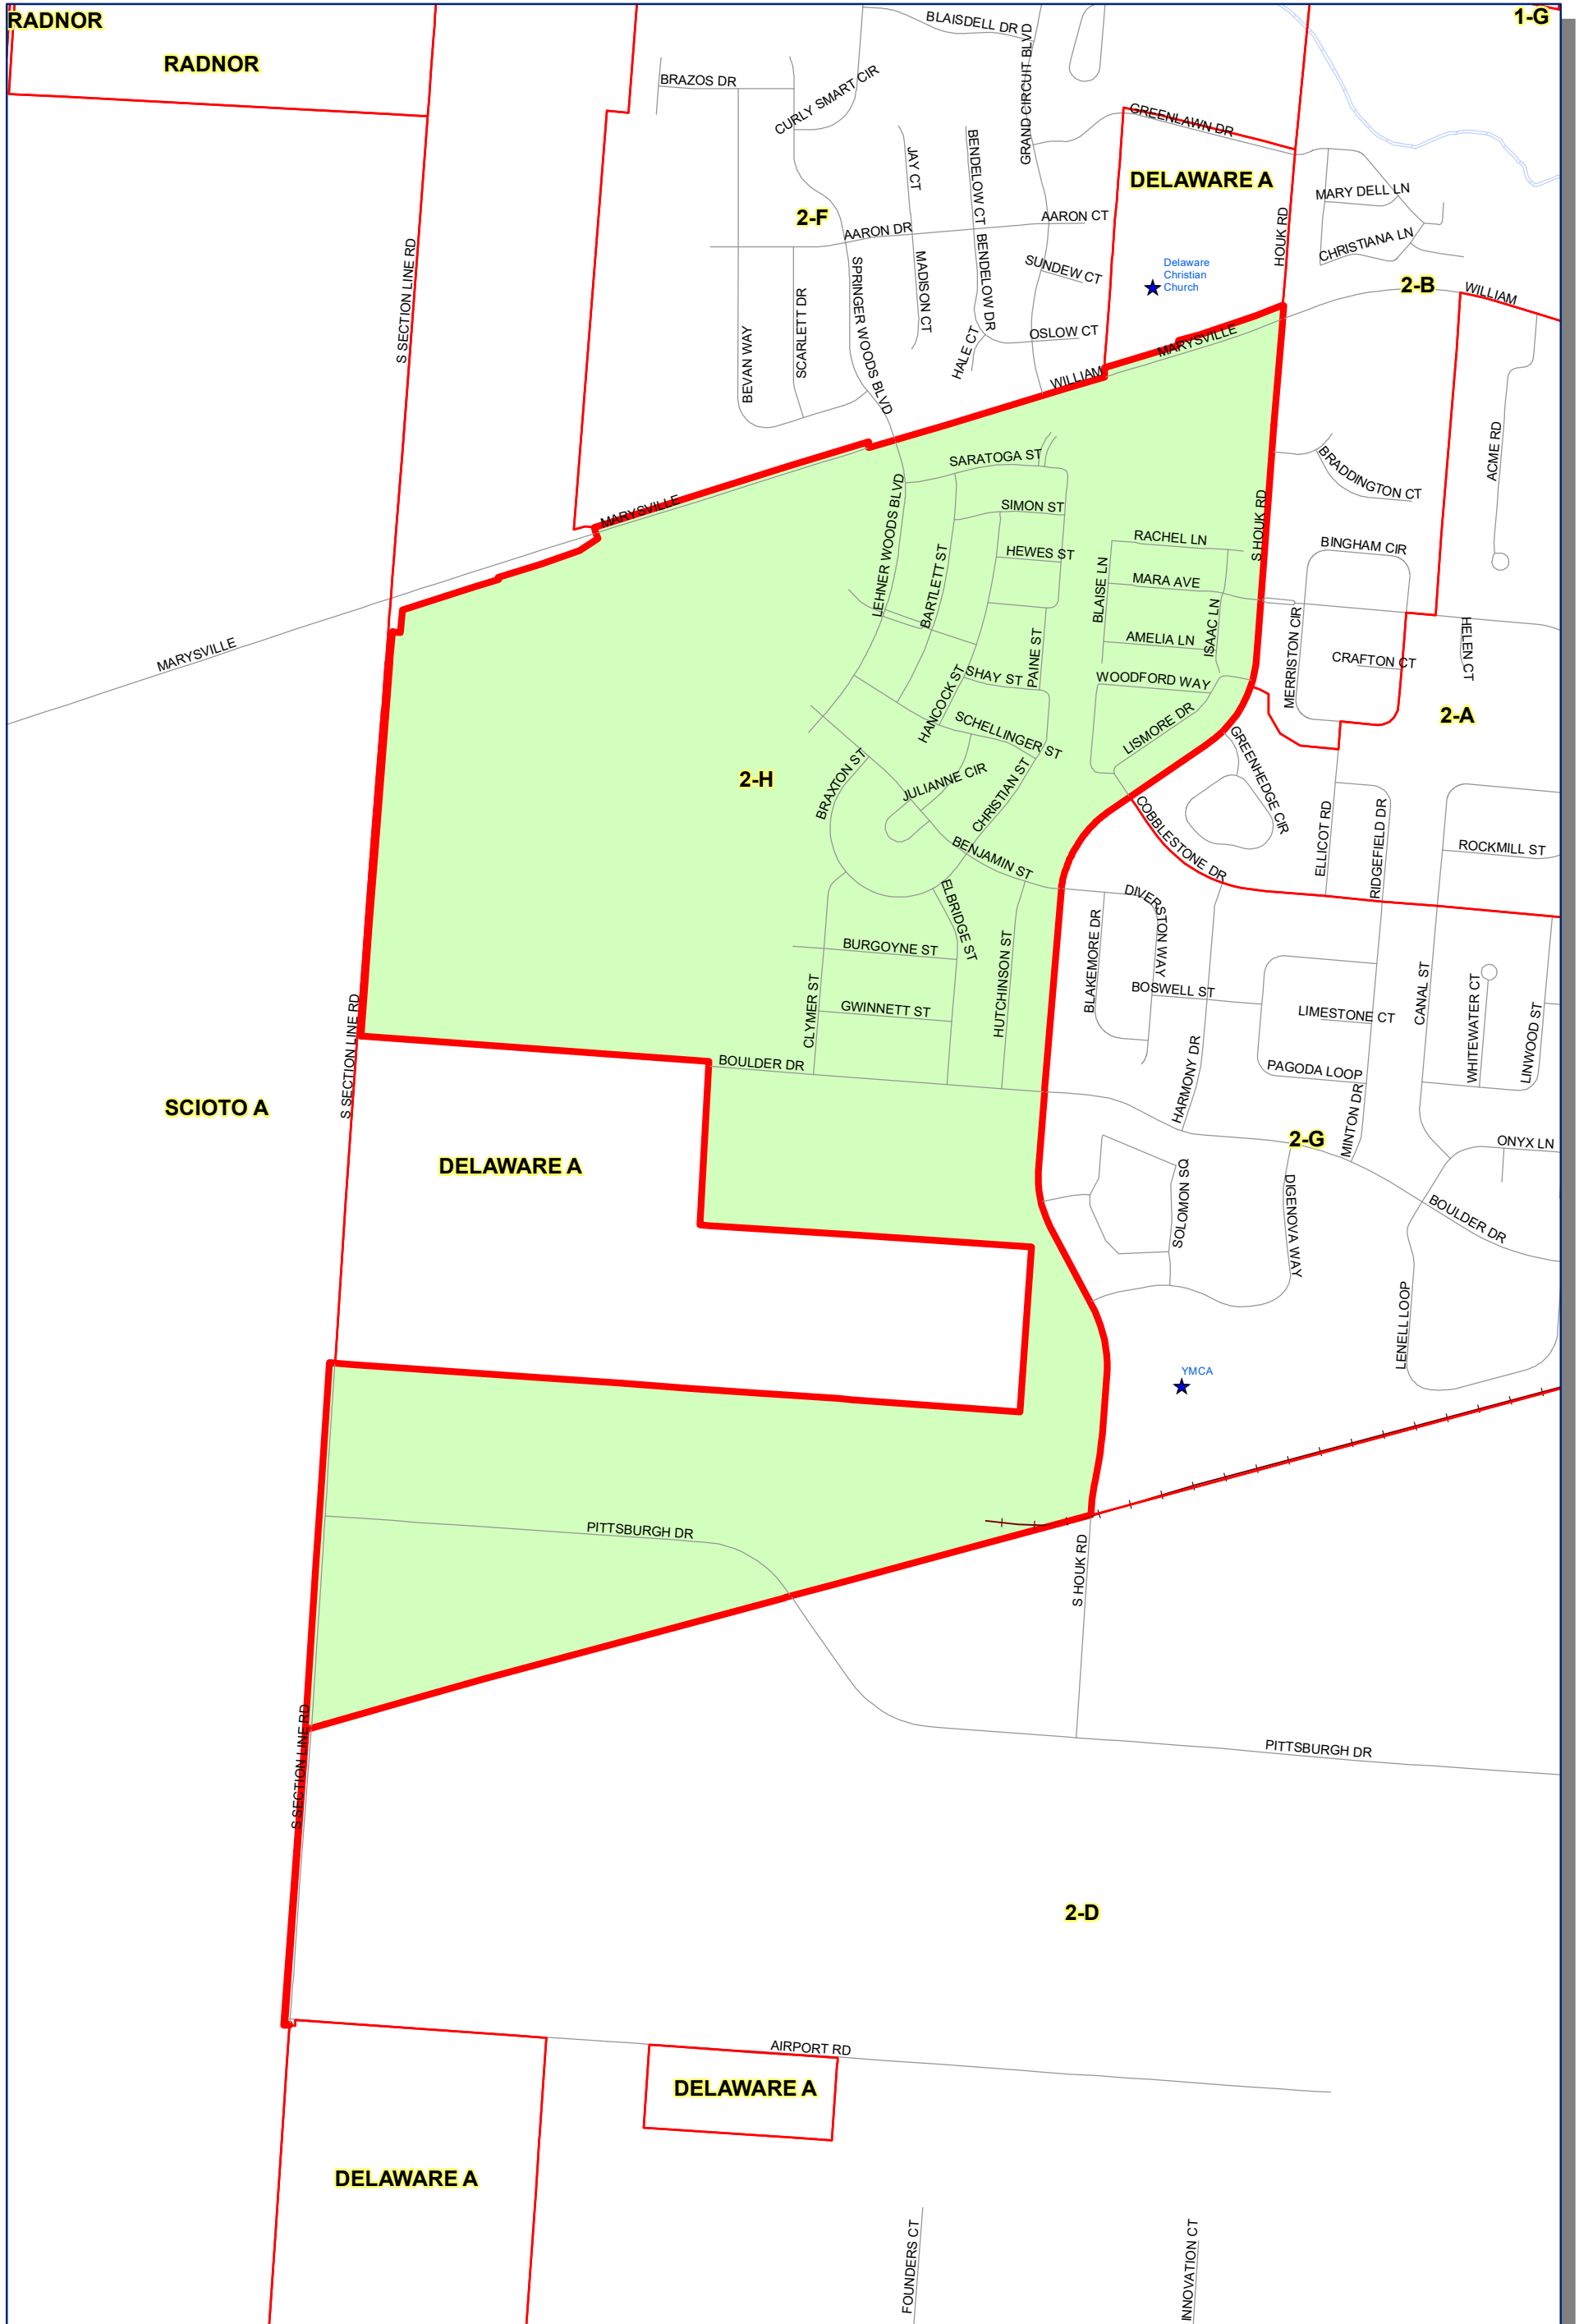 RADNOR
1-G
BLAISDELL DR
RADNOR
BRAZOS DR
CURLY SMART CIR
GRAND CIRCUIT BLVD
GREENLAWN DR
JAY CT
BENDELOW CT
DELAWARE A
MARY DELL LN
2-F
AARON CT
AARON DR
HOUK RD
CHRISTIANA LN
S SECTION LINE RD
MADISON CT
BENDELOW DR
SUNDEW CT
Delaware
Christian
Church
2-B
WILLIAM
SPRINGER WOODS BLVD
SCARLETT DR
BEVAN WAY
HALE CT
OSLOW CT
MARYSVILLE
WILLIAM
ACME RD
SARATOGA ST
BRADDINGTON CT
MARYSVILLE
LEHNER WOODS BLVD
SIMON ST
S HOUK RD
RACHEL LN
BINGHAM CIR
HEWES ST
BARTLETT ST
BLAISE LN
MARA AVE
ISAAC LN
AMELIA LN
MARYSVILLE
PAINE ST
MERRISTON CIR
HELEN CT
CRAFTON CT
SHAY ST
WOODFORD WAY
HANCOCK ST
2-A
SCHELLINGER ST
LISMORE DR
GREENHEDGE CIR
2-H
BRAXTON ST
JULIANNE CIR
CHRISTIAN ST
COBBLESTONE DR
ELLICOT RD
RIDGEFIELD DR
ROCKMILL ST
BENJAMIN ST
ELBRIDGE ST
DIVERSTON WAY
BURGOYNE ST
HUTCHINSON ST
BLAKEMORE DR
BOSWELL ST
CANAL ST
WHITEWATER CT
LINWOOD ST
CLYMER ST
GWINNETT ST
LIMESTONE CT
S SECTION LINE RD
BOULDER DR
HARMONY DR
PAGODA LOOP
SCIOTO A
MINTON DR
2-G
ONYX LN
DELAWARE A
SOLOMON SQ
DIGENOVA WAY
BOULDER DR
LENELL LOOP
YMCA
PITTSBURGH DR
S HOUK RD
S SECTION LINE RD
PITTSBURGH DR
2-D
AIRPORT RD
DELAWARE A
DELAWARE A
FOUNDERS CT
INNOVATION CT